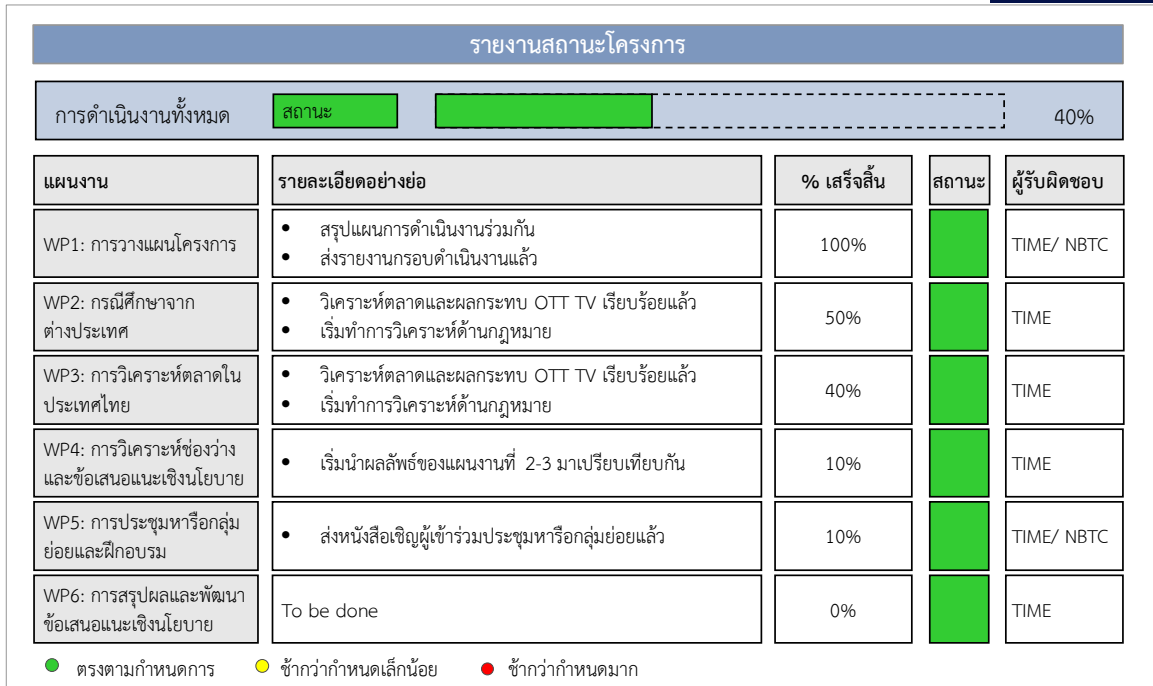 รายงานสถานะโครงการ
การดำเนินงานทั้งหมด สถานะ 40%
แผนงาน รายละเอียดอย่างย่อ % เสร็จสิ้น สถานะ ผู้รับผิดชอบ
WP1: การวางแผนโครงการ
• สรุปแผนการดำเนินงานร่วมกัน
• ส่งรายงานกรอบดำเนินงานแล้ว
100%
TIME/ NBTC
WP2: กรณีศึกษาจาก
ต่างประเทศ
• วิเคราะห์ตลาดและผลกระทบ OTT TV เรียบร้อยแล้ว
• เริ่มทำการวิเคราะห์ด้านกฎหมาย
50%
TIME
WP3: การวิเคราะห์ตลาดใน
ประเทศไทย
• วิเคราะห์ตลาดและผลกระทบ OTT TV เรียบร้อยแล้ว
• เริ่มทำการวิเคราะห์ด้านกฎหมาย
40%
TIME
WP4: การวิเคราะห์ช่องว่าง
และข้อเสนอแนะเชิงนโยบาย
• เริ่มนำผลลัพธ์ของแผนงานที่ 2-3 มาเปรียบเทียบกัน
10%
TIME
WP5: การประชุมหารือกลุ่ม
ย่อยและฝึกอบรม
• ส่งหนังสือเชิญผู้เข้าร่วมประชุมหารือกลุ่มย่อยแล้ว
10%
TIME/ NBTC
WP6: การสรุปผลและพัฒนา
ข้อเสนอแนะเชิงนโยบาย
To be done
0%
TIME
ตรงตามกำหนดการ ช้ากว่ากำหนดเล็กน้อย ช้ากว่ากำหนดมาก